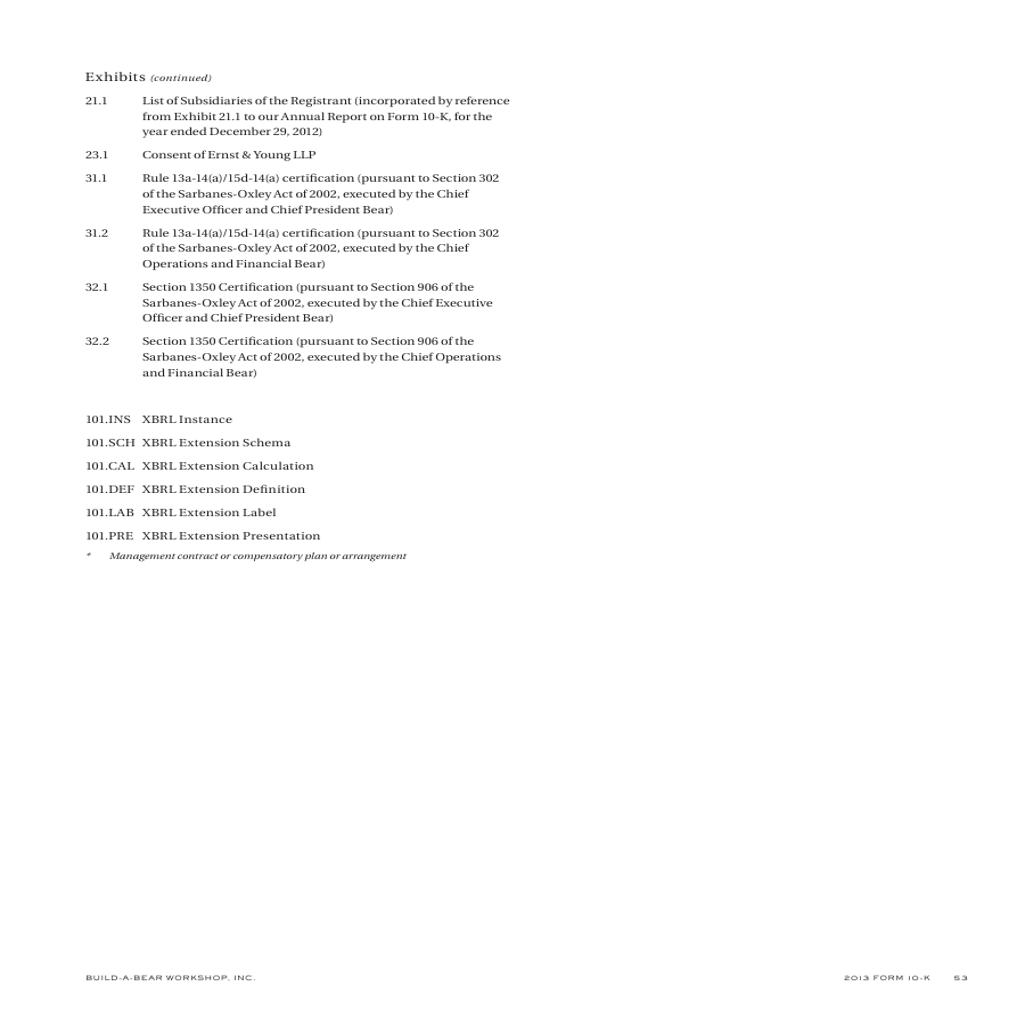 Exhibits (continued)
21.1 List of Subsidiaries of the Registrant (incorporated by reference
from Exhibit 21.1 to our Annual Report on Form 10-K, for the
year ended December 29, 2012)
23.1 Consent of Ernst & Young LLP
31.1 Rule 13a-14(a)/15d-14(a) certification (pursuant to Section 302
of the Sarbanes-Oxley Act of 2002, executed by the Chief
Executive Officer and Chief President Bear)
31.2 Rule 13a-14(a)/15d-14(a) certification (pursuant to Section 302
of the Sarbanes-Oxley Act of 2002, executed by the Chief
Operations and Financial Bear)
32.1 Section 1350 Certification (pursuant to Section 906 of the
Sarbanes-Oxley Act of 2002, executed by the Chief Executive
Officer and Chief President Bear)
32.2 Section 1350 Certification (pursuant to Section 906 of the
Sarbanes-Oxley Act of 2002, executed by the Chief Operations
and Financial Bear)
101.INS XBRL Instance
101.SCH XBRL Extension Schema
101.CAL XBRL Extension Calculation
101.DEF XBRL Extension Definition
101.LAB XBRL Extension Label
101.PRE XBRL Extension Presentation
* Management contract or compensatory plan or arrangement
BUILD-A-BEAR WORKSHOP, INC. 2013 FORM 10-K 53